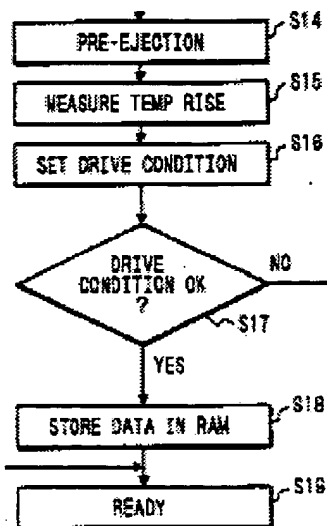 S14
PRE-EJECTION
S15
MEASURE TEMP RISE
S16
SET DRIVE CONDITION
DRIVE
CONDITION OK
?
NO
S17
YES
S18
STORE DATA IN RAM
S19
READY